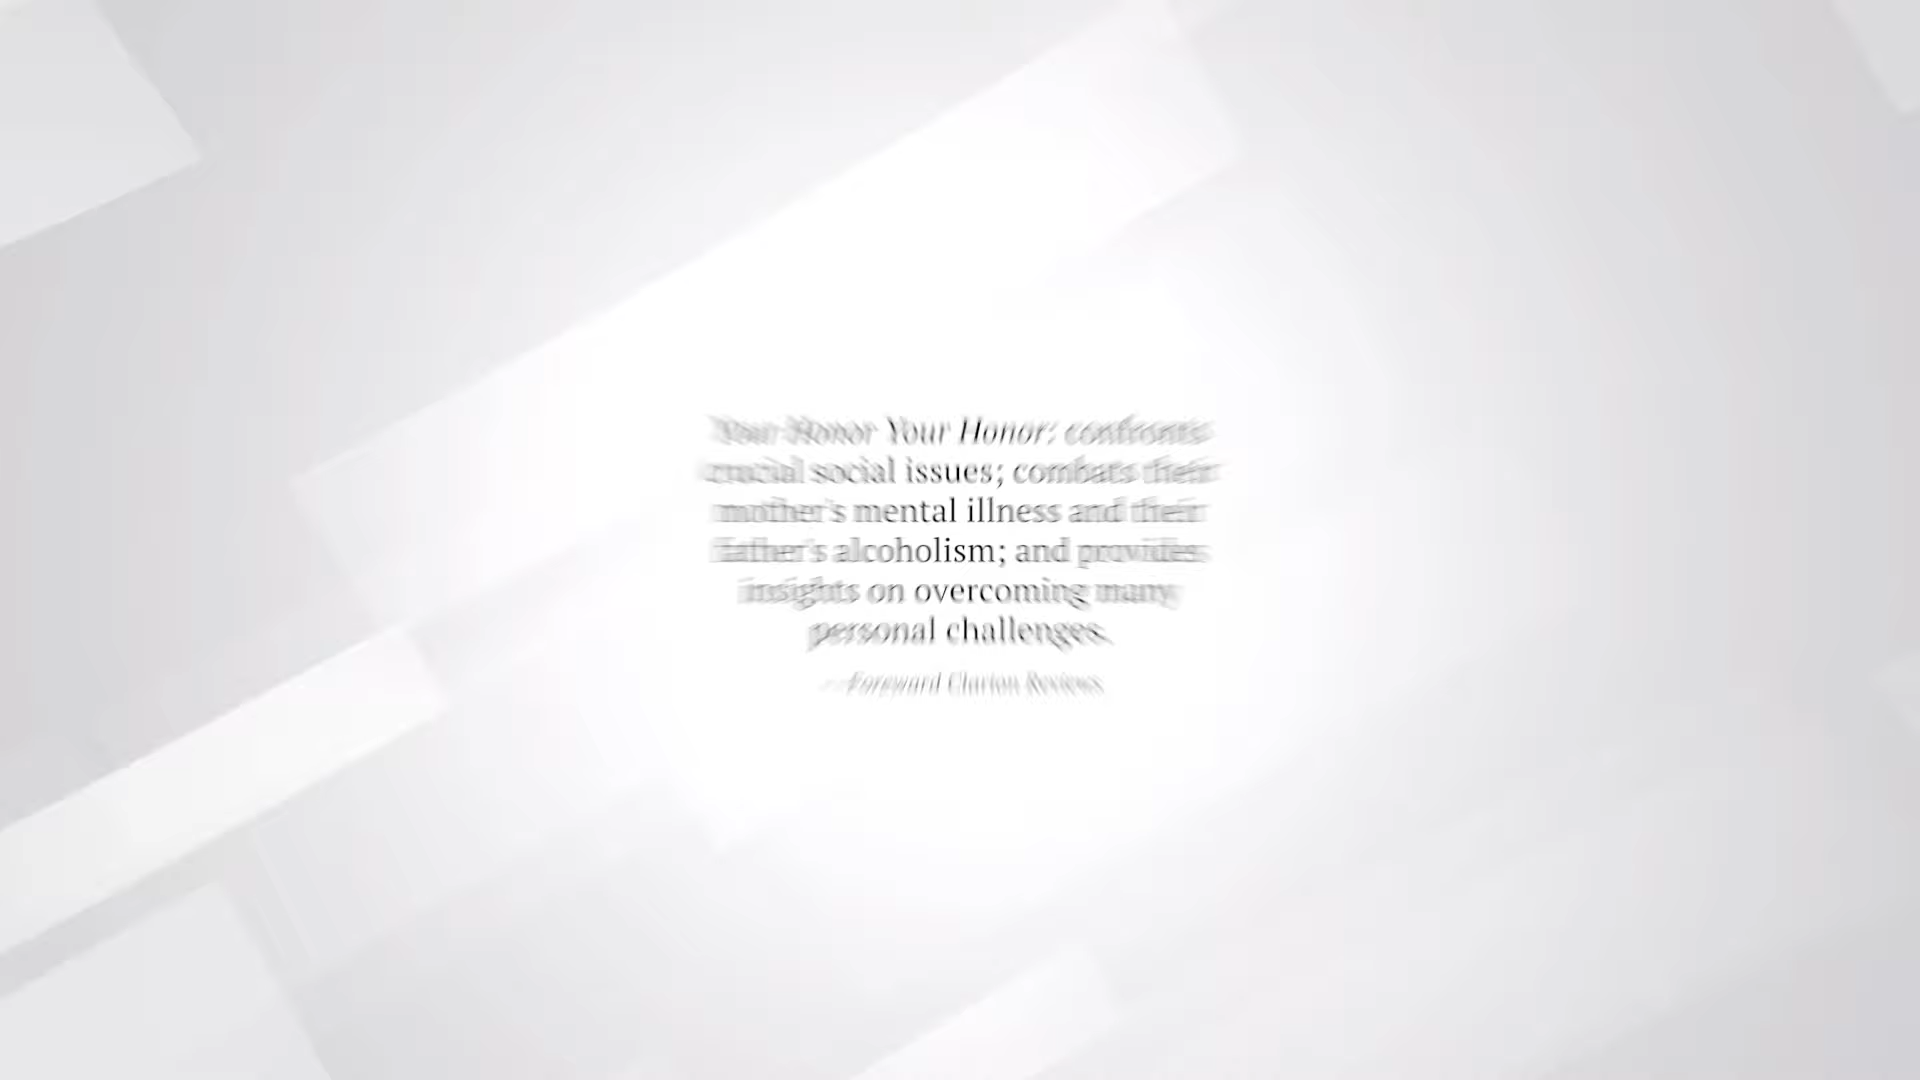 Your Honor Your Honor: confronts
crucial social issues; combats their
mother's mental illness and their
father's alcoholism; and provides
insights on overcoming many
personal challenges.
—Foreword Clarion Reviews